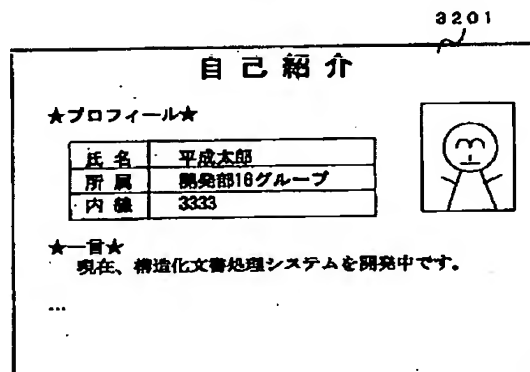 3201
自己紹介
★プロフィール★
氏名 平成太郎
所属 開発部16グループ
内線 3333
★一言★
現在、構造化文書処理システムを開発中です。
...